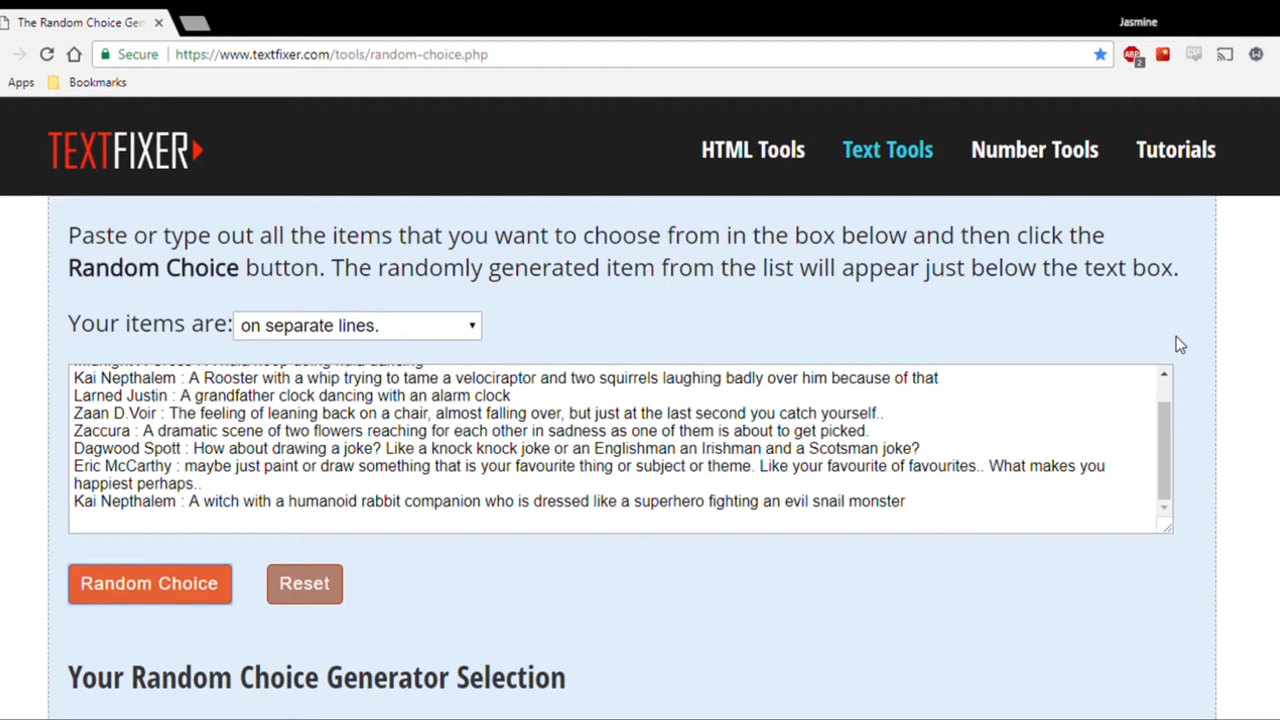 The Random Choice Gen
Jasmine
Secure https://www.textfixer.com/tools/random-choice.php
ABP
2
CSP
Apps Bookmarks
TEXTFIXER
HTML Tools Text Tools Number Tools Tutorials
Paste or type out all the items that you want to choose from in the box below and then click the
Random Choice button. The randomly generated item from the list will appear just below the text box.
Your items are: on separate lines.
Kai Nepthalem : A Rooster with a whip trying to tame a velociraptor and two squirrels laughing badly over him because of that
Larned Justin : A grandfather clock dancing with an alarm clock
Zaan D.Voir : The feeling of leaning back on a chair, almost falling over, but just at the last second you catch yourself..
Zaccura : A dramatic scene of two flowers reaching for each other in sadness as one of them is about to get picked.
Dagwood Spott : How about drawing a joke? Like a knock knock joke or an Englishman an Irishman and a Scotsman joke?
Eric McCarthy : maybe just paint or draw something that is your favourite thing or subject or theme. Like your favourite of favourites.. What makes you
happiest perhaps..
Kai Nepthalem : A witch with a humanoid rabbit companion who is dressed like a superhero fighting an evil snail monster
Random Choice Reset
Your Random Choice Generator Selection